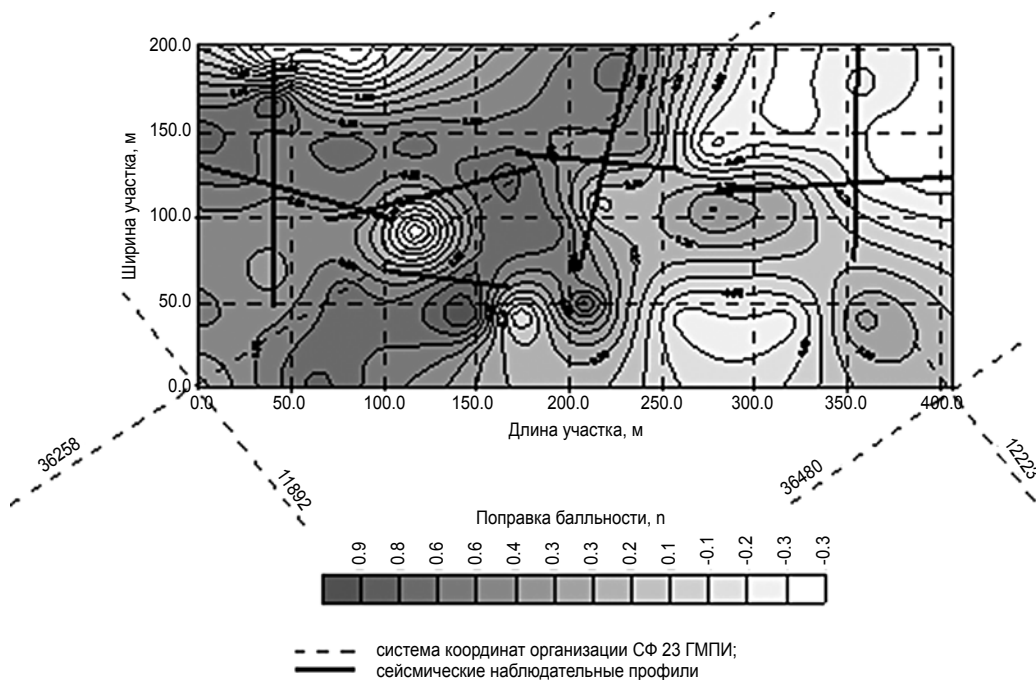 200.0
150.0
100.0
50.0
0.0
Ширина участка, м
0.0 50.0 100.0 150.0 200.0 250.0 300.0 350.0 400.0
Длина участка, м
36258
11892
36480
12223
Поправка балльности, n
0.9 0.8 0.6 0.6 0.4 0.3 0.3 0.2 0.1 -0.1 -0.2 -0.3 -0.3
система координат организации СФ 23 ГМПИ;
сейсмические наблюдательные профили